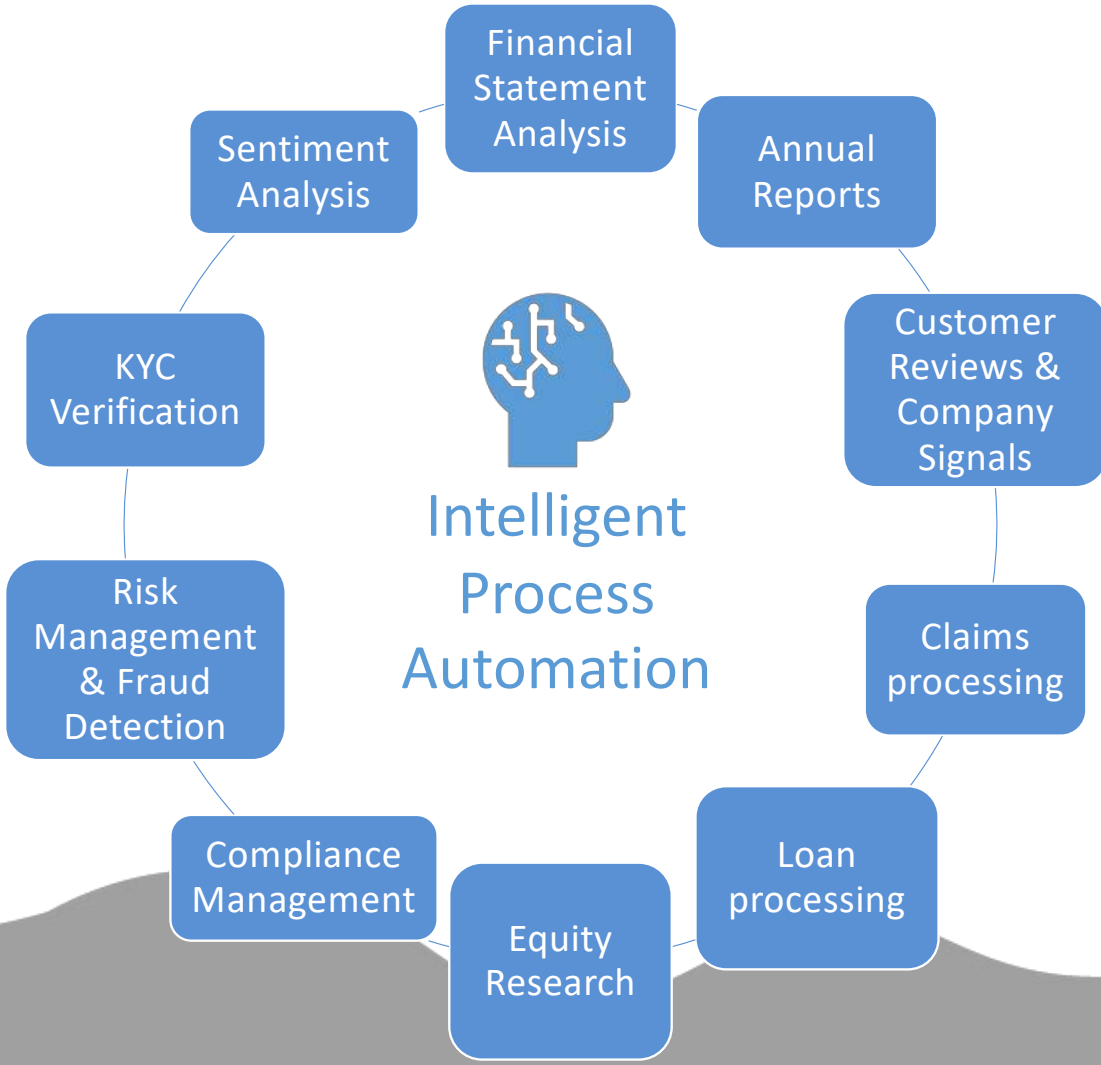 Financial
Statement
Analysis
Annual
Reports
Customer
Reviews &
Company
Signals
Claims
processing
Loan
processing
Equity
Research
Compliance
Management
Risk
Management
& Fraud
Detection
KYC
Verification
Sentiment
Analysis
Intelligent
Process
Automation